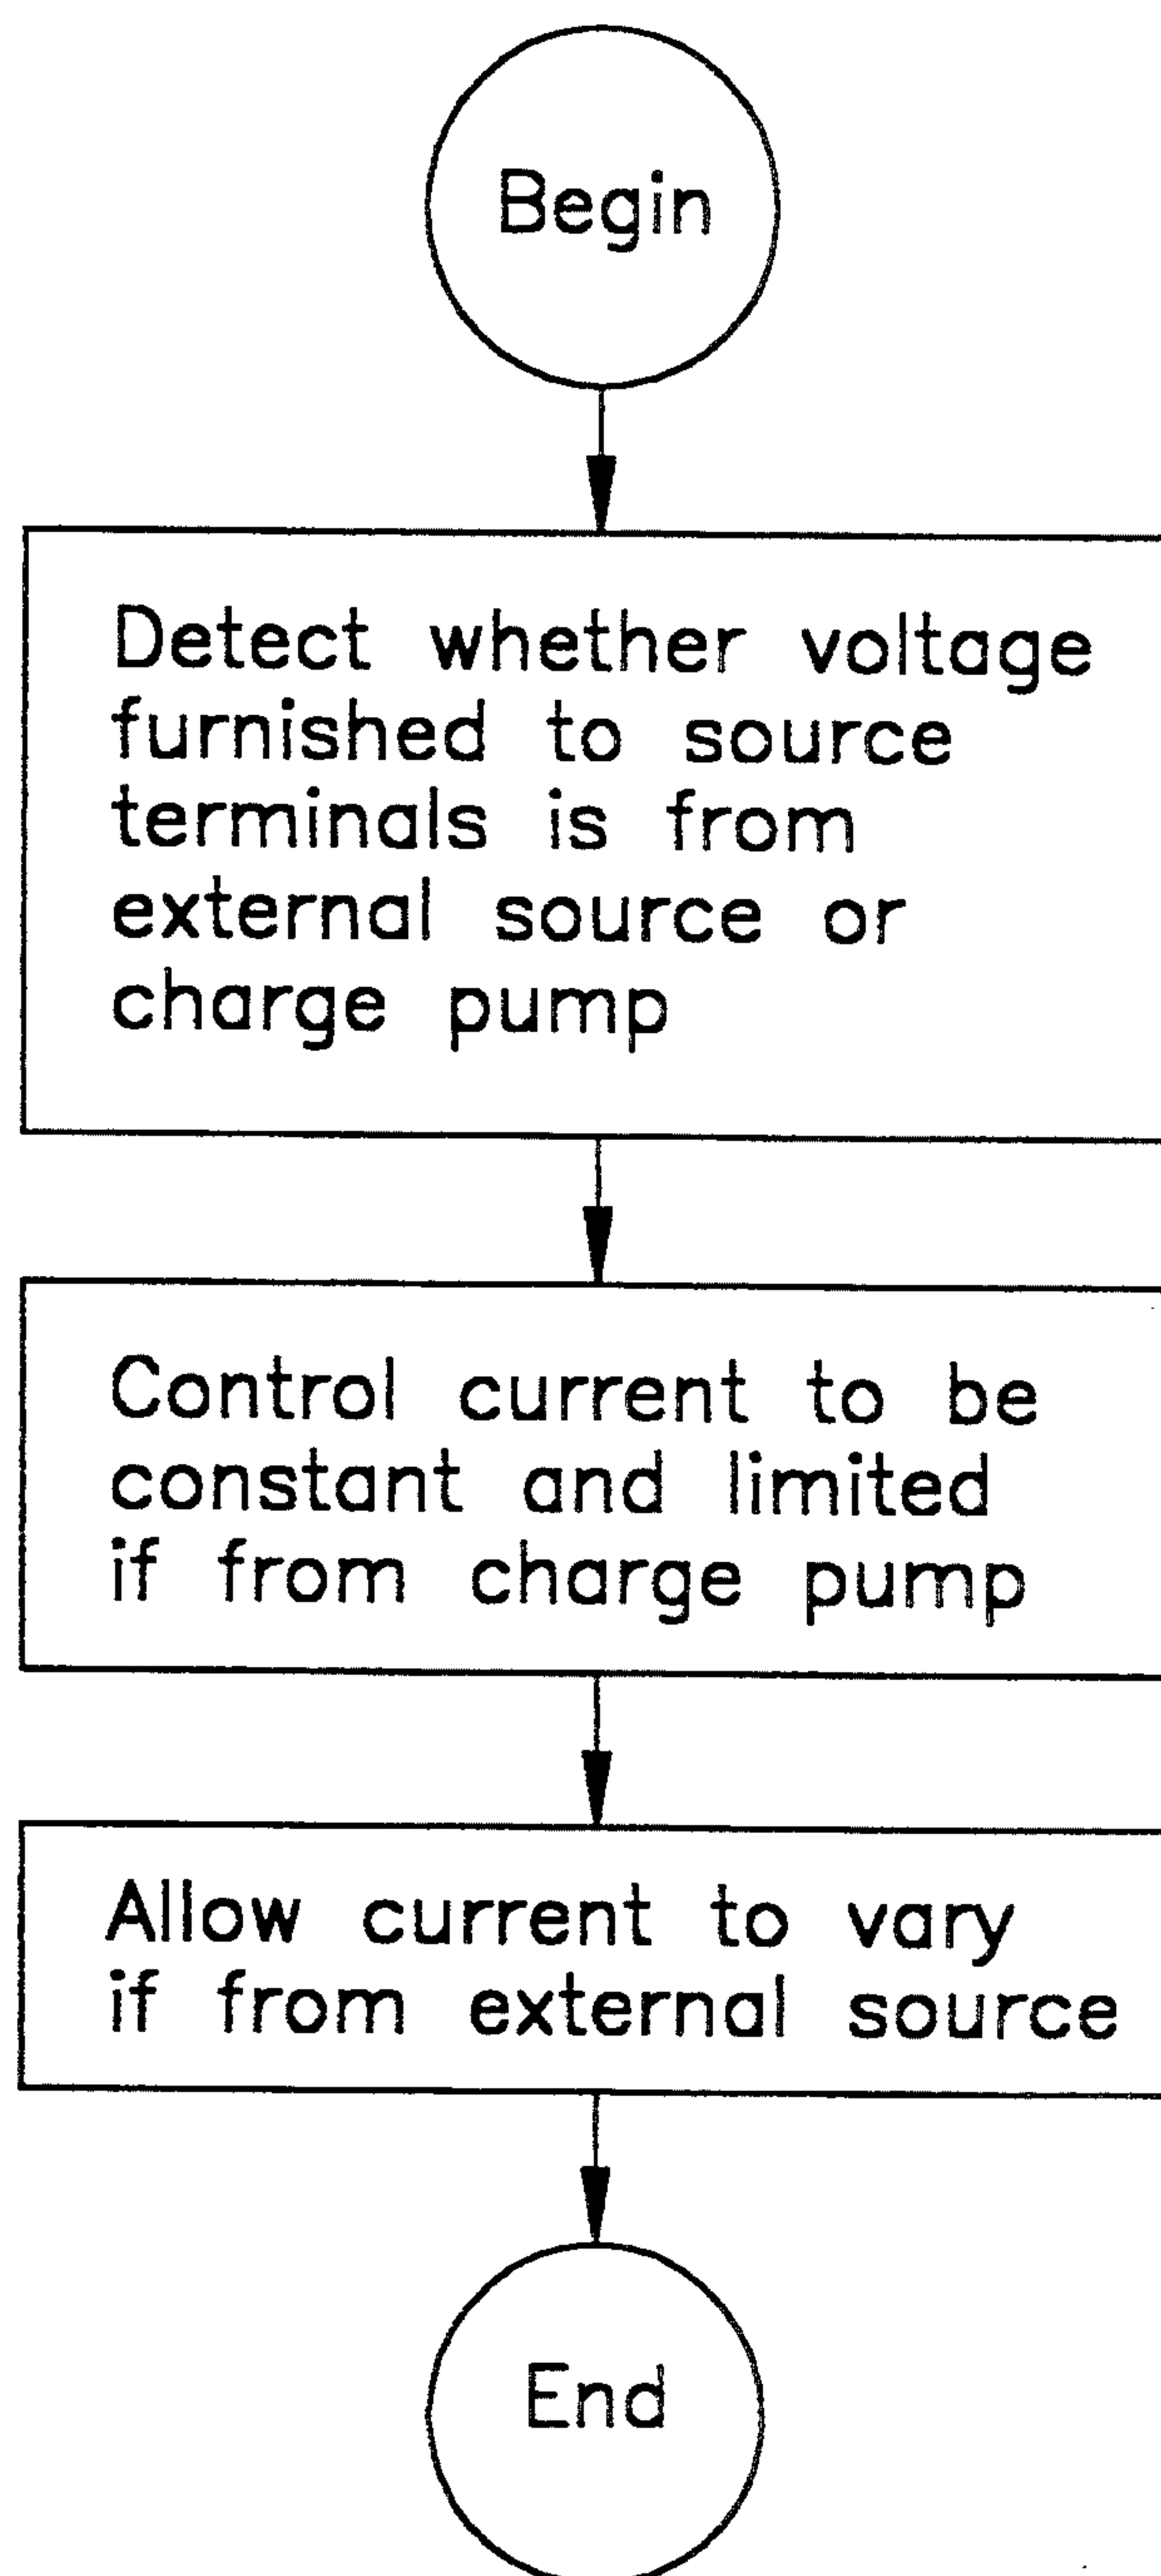 Begin
Detect whether voltage
furnished to source
terminals is from
external source or
charge pump
Control current to be
constant and limited
if from charge pump
Allow current to vary
if from external source
End